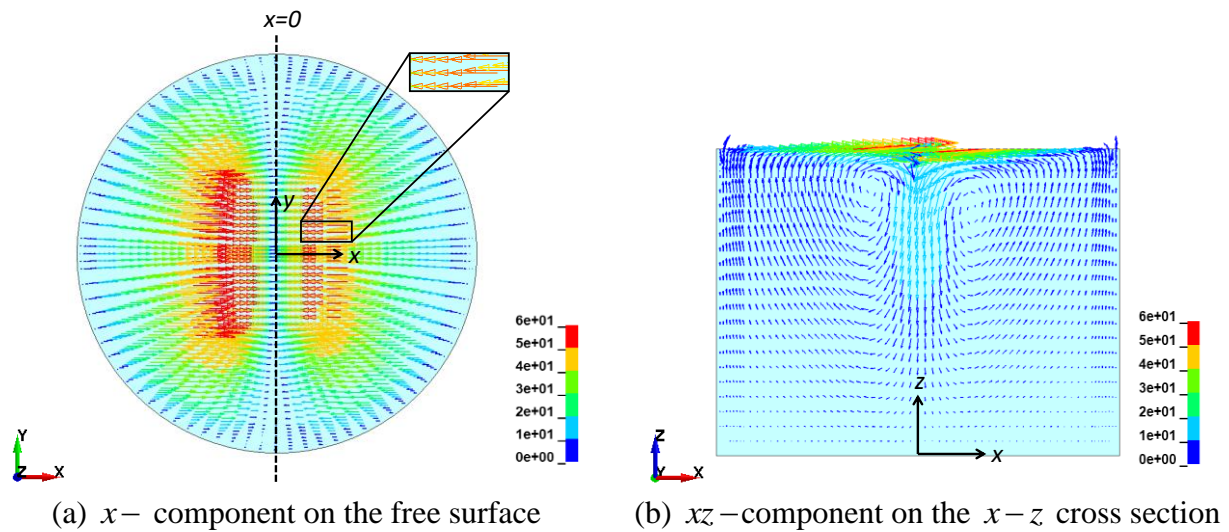 x=0
y
x
6e+01
5e+01
4e+01
3e+01
2e+01
1e+01
0e+00
Y
Z
X
(a) x− component on the free surface
z
x
6e+01
5e+01
4e+01
3e+01
2e+01
1e+01
0e+00
Z
Y
X
(b) xz−component on the x−z cross section